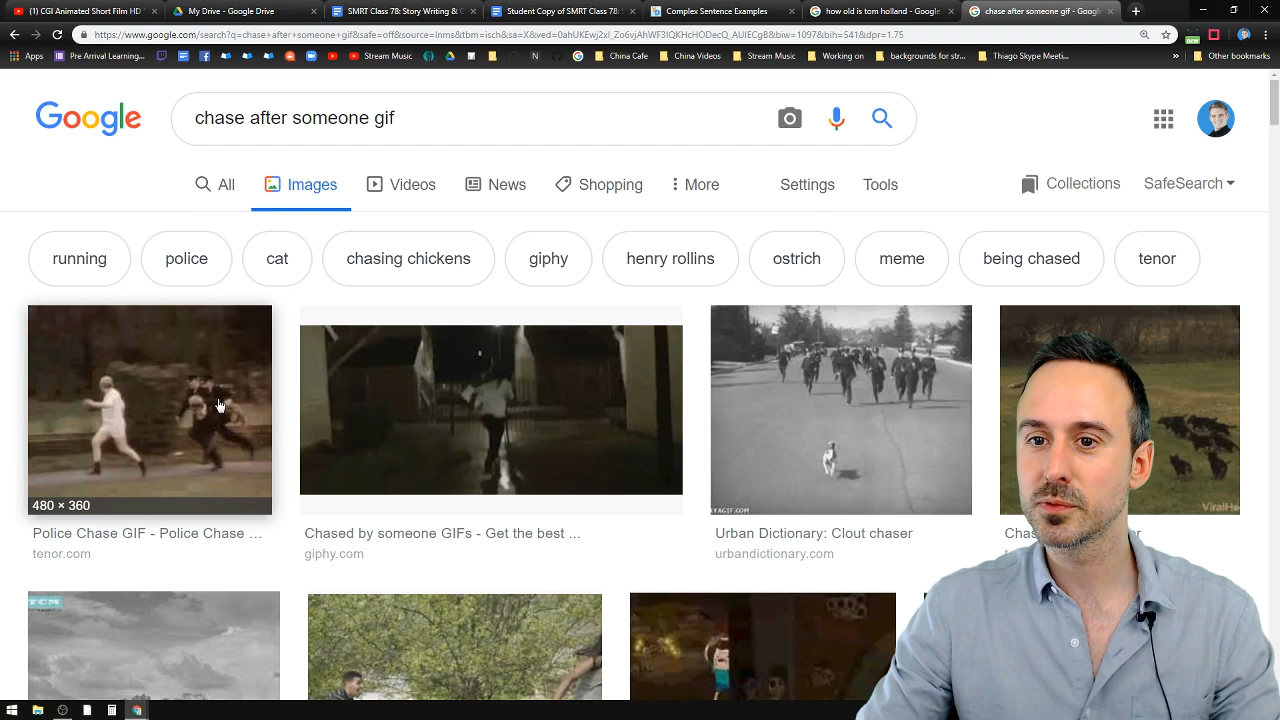 (1) CGI Animated Short Film HD
My Drive - Google Drive
SMRT Class 78: Story Writing & G
Student Copy of SMRT Class 78:
Complex Sentence Examples
how old is tom holland - Google
chase after someone gif - Google
Apps
Pre Arrival Learning...
Stream Music
China Cafe
China Videos
Stream Music
Working on
backgrounds for str...
Thiago Skype Meeti...
Other bookmarks
Google
chase after someone gif
All
Images
Videos
News
Shopping
More
Settings
Tools
Collections
SafeSearch
running
police
cat
chasing chickens
giphy
henry rollins
ostrich
meme
being chased
tenor
480 × 360
Police Chase GIF - Police Chase ...
tenor.com
Chased by someone GIFs - Get the best ...
giphy.com
Urban Dictionary: Clout chaser
urbandictionary.com
TCM